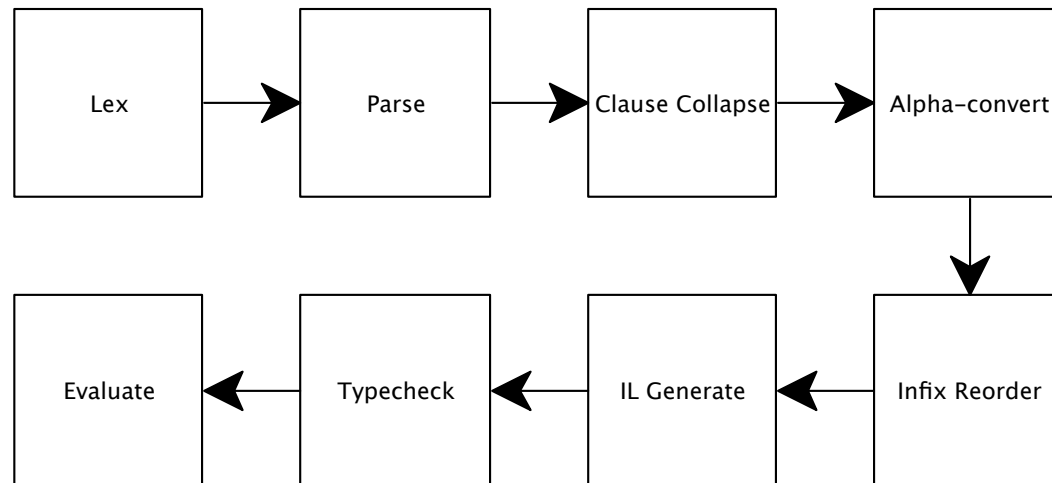 Lex
Parse
Clause Collapse
Alpha-convert
Evaluate
Typecheck
IL Generate
Infix Reorder